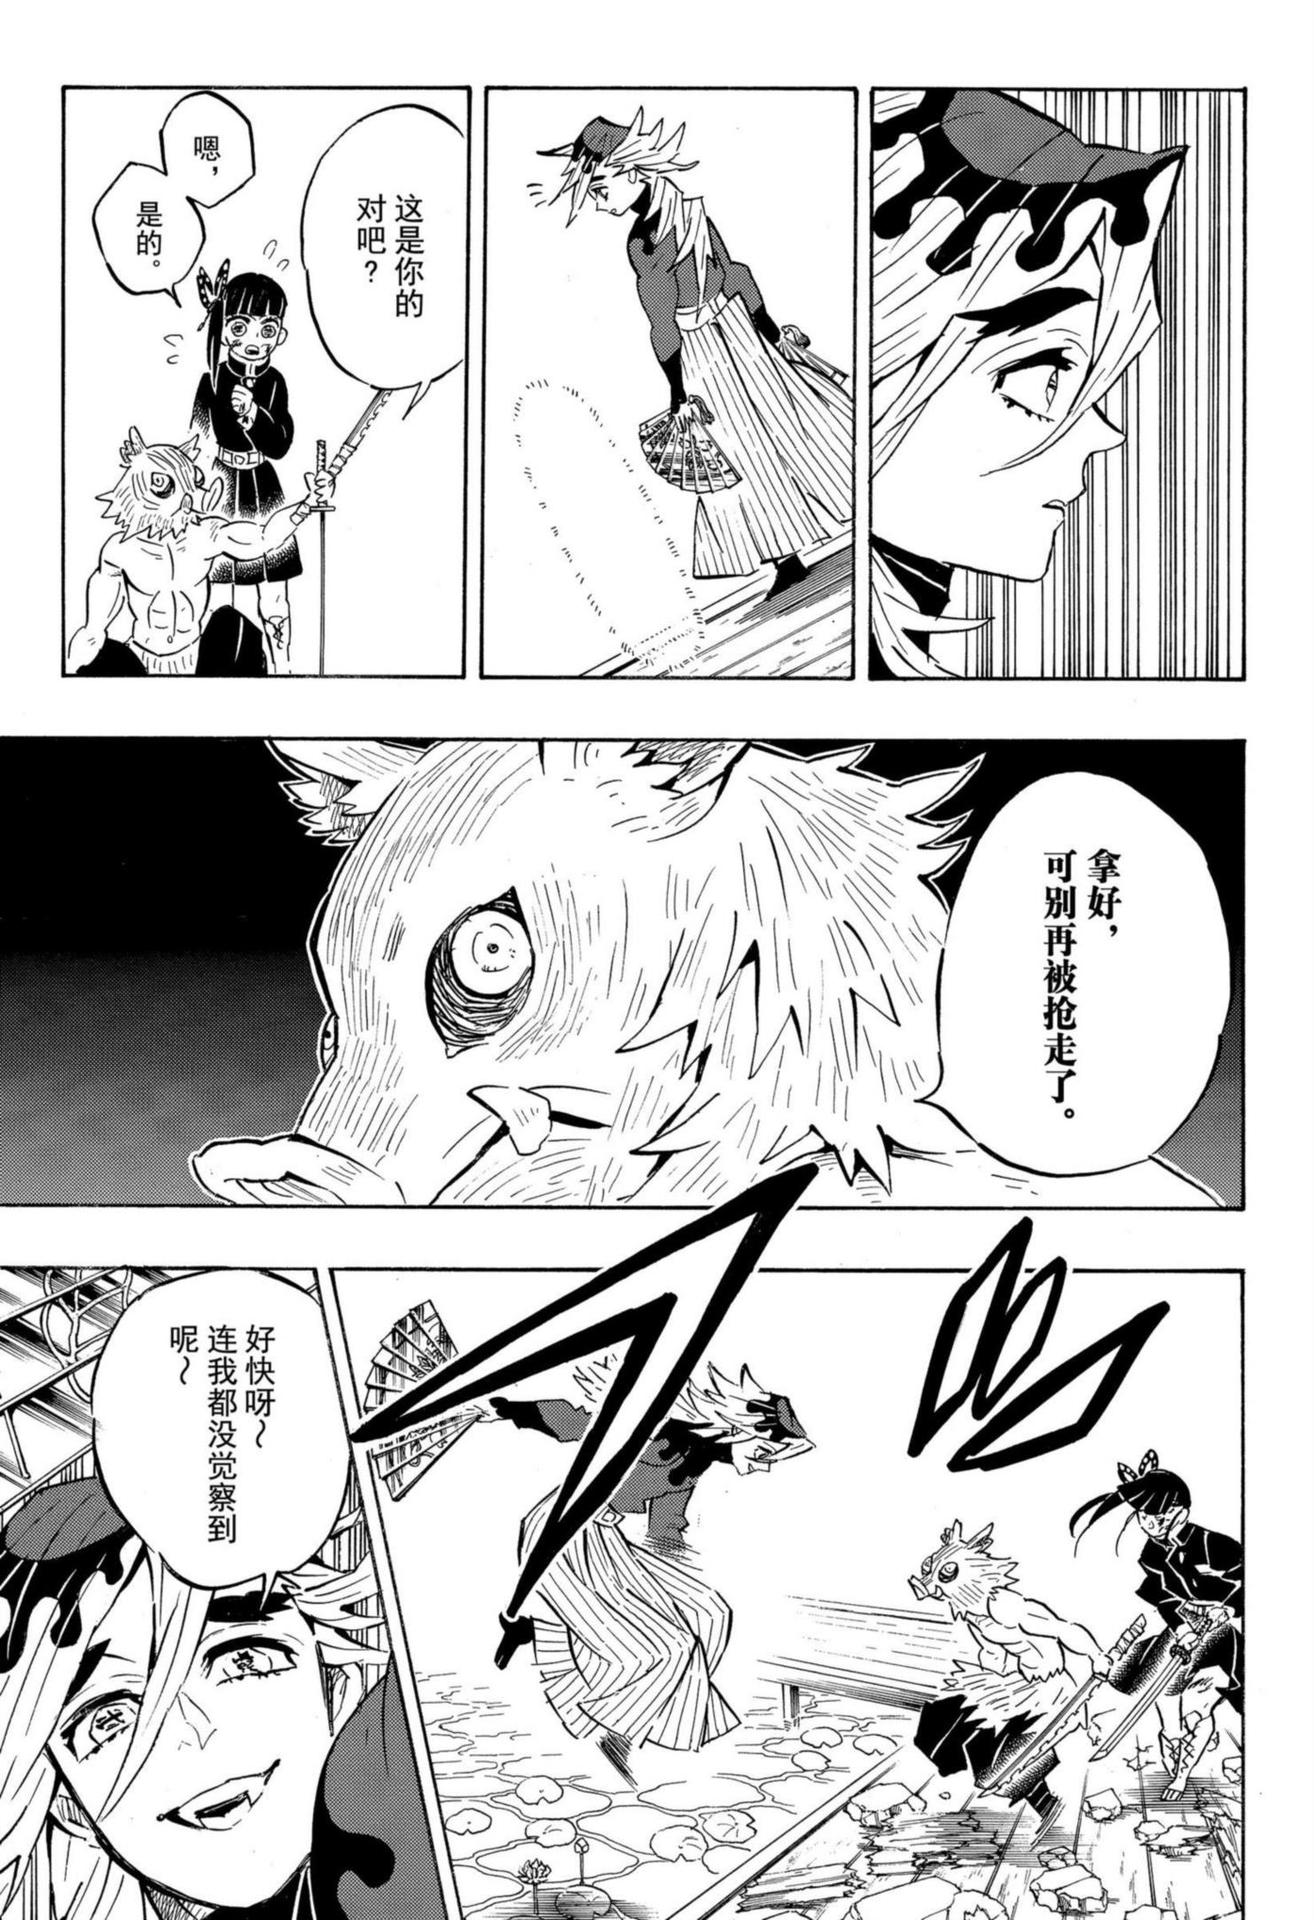 这是你的
对吧？
嗯，
是的。
拿好，
可别再被抢走了。
好快呀～
连我都没觉察到
呢～